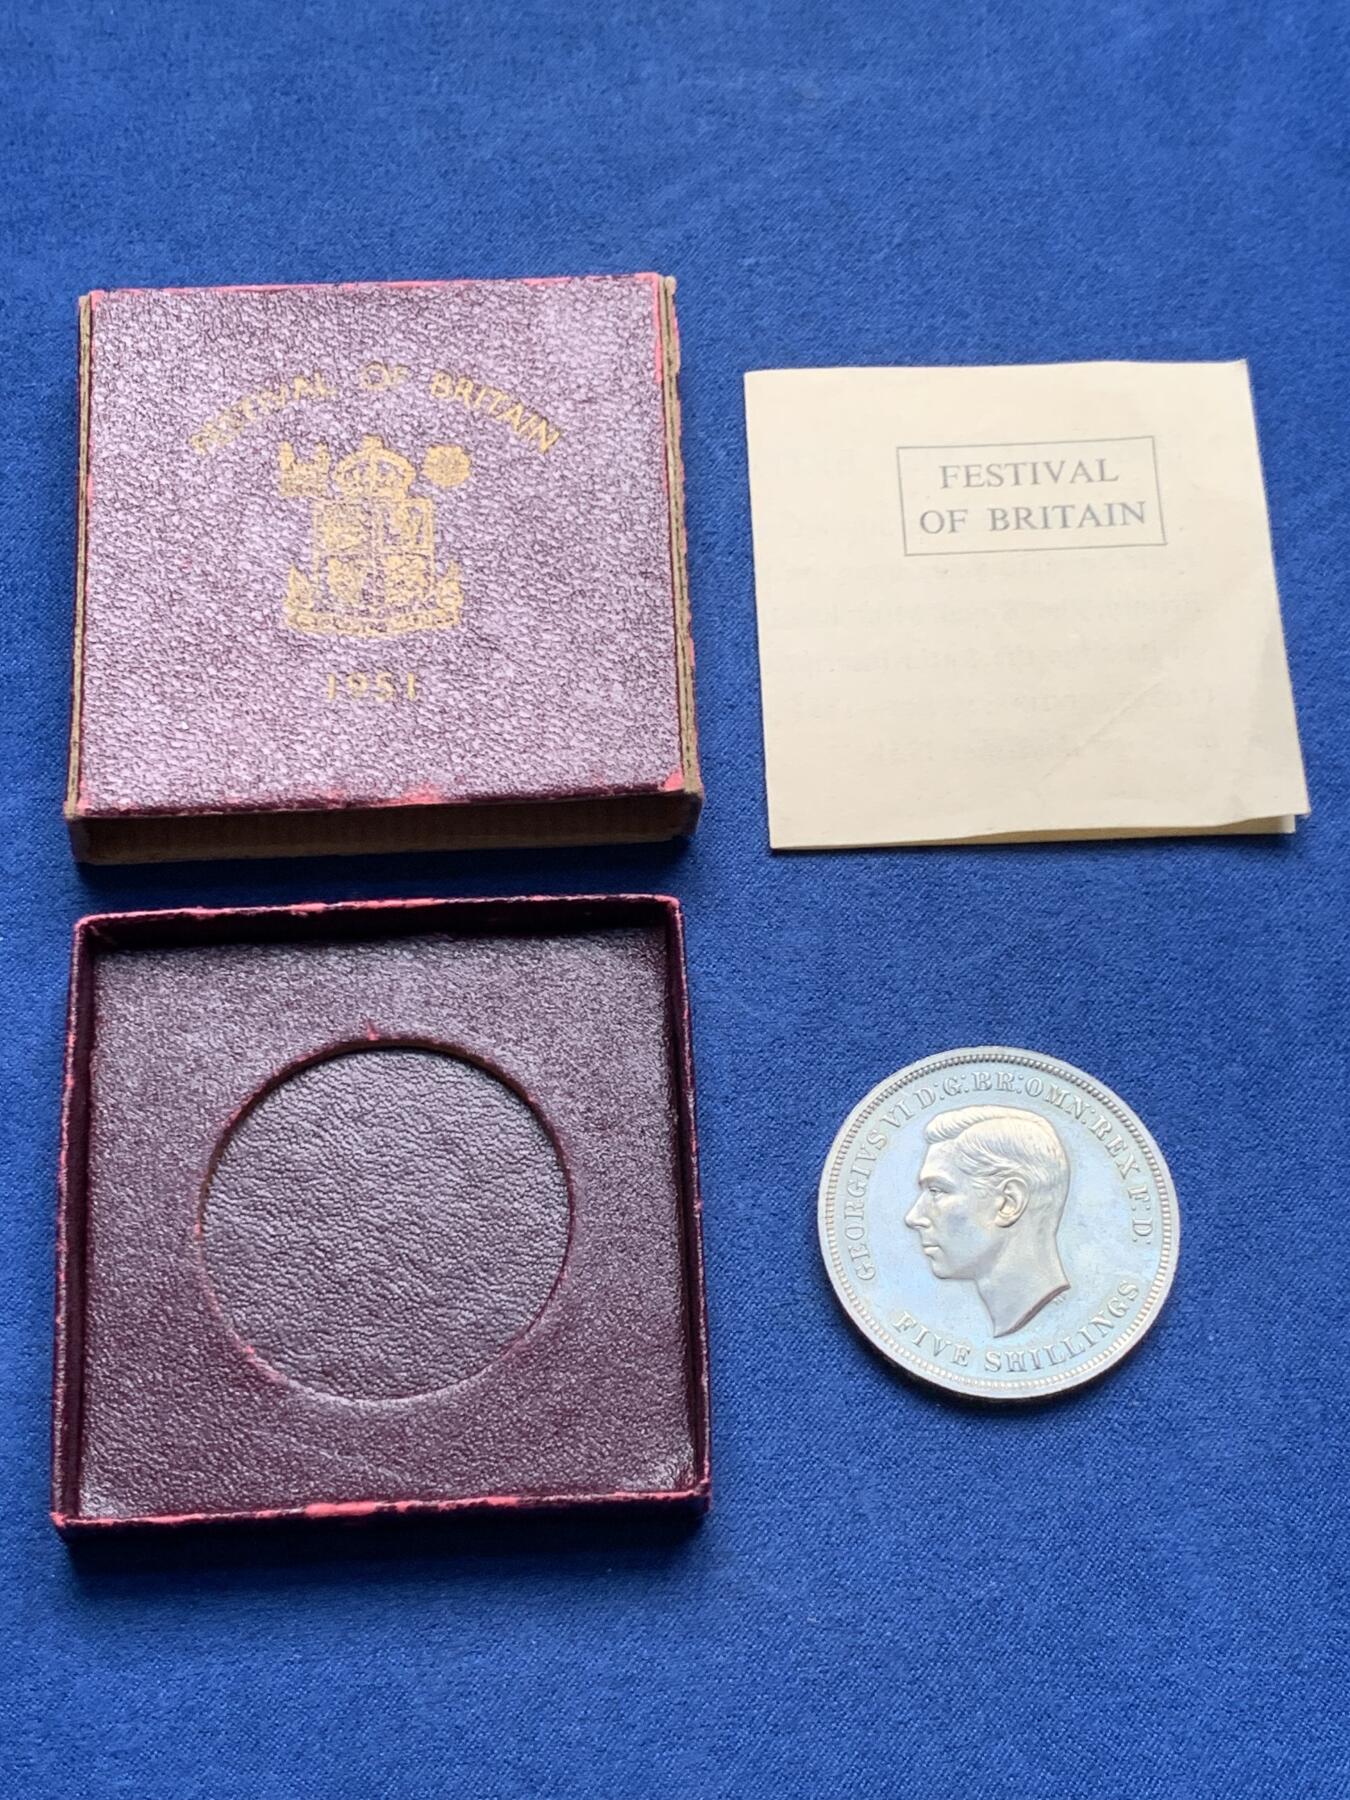 FESTIVAL OF BRITAIN
1951
FESTIVAL
OF BRITAIN
GEORGIVS VI D:G:BR:OMN:REX F:D:
FIVE SHILLINGS